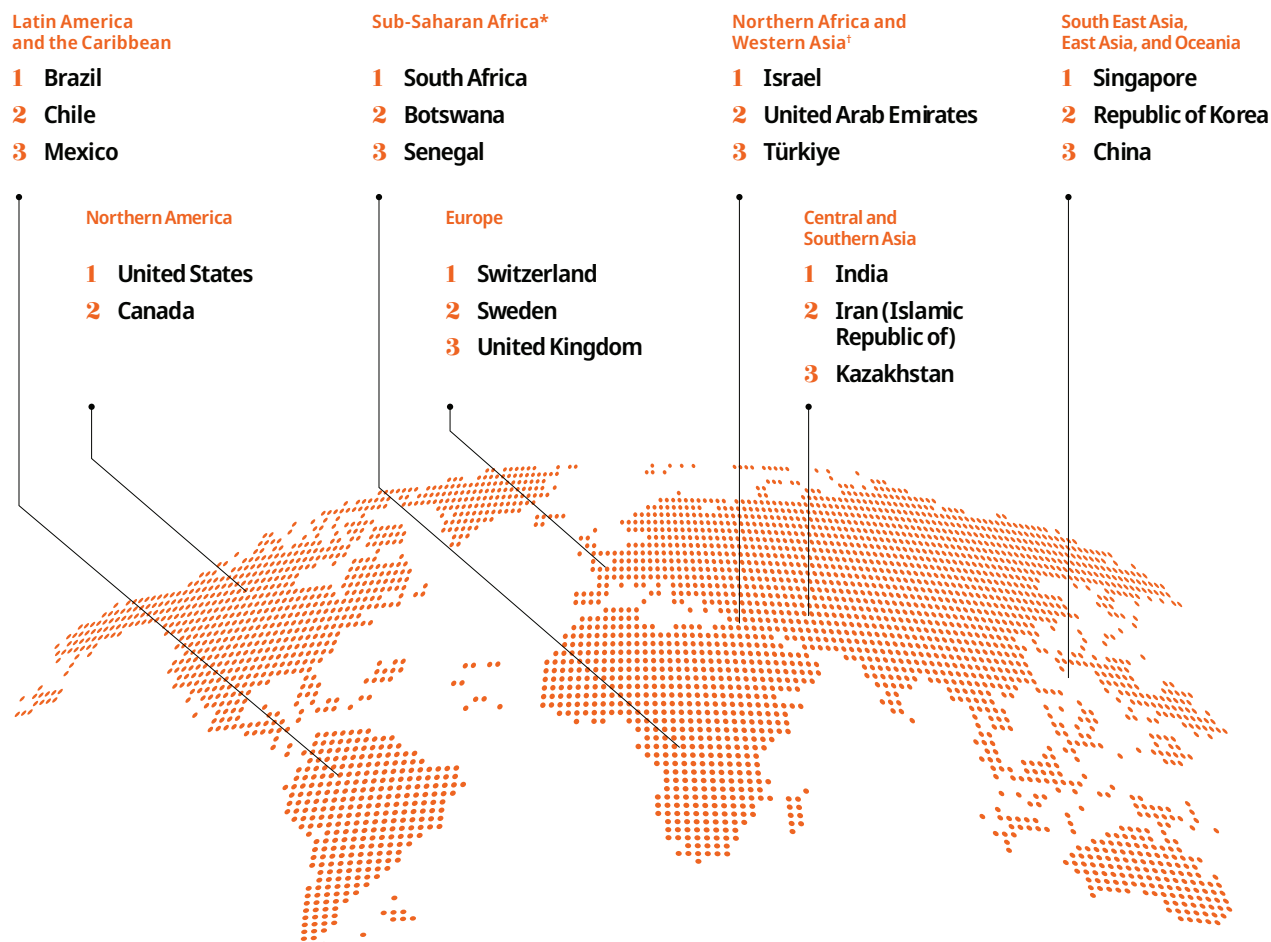 Latin America
and the Caribbean
1 Brazil
2 Chile
3 Mexico
Sub-Saharan Africa*
1 South Africa
2 Botswana
3 Senegal
Northern Africa and
Western Asia†
1 Israel
2 United Arab Emirates
3 Türkiye
South East Asia,
East Asia, and Oceania
1 Singapore
2 Republic of Korea
3 China
Northern America
1 United States
2 Canada
Europe
1 Switzerland
2 Sweden
3 United Kingdom
Central and
Southern Asia
1 India
2 Iran (Islamic
Republic of)
3 Kazakhstan